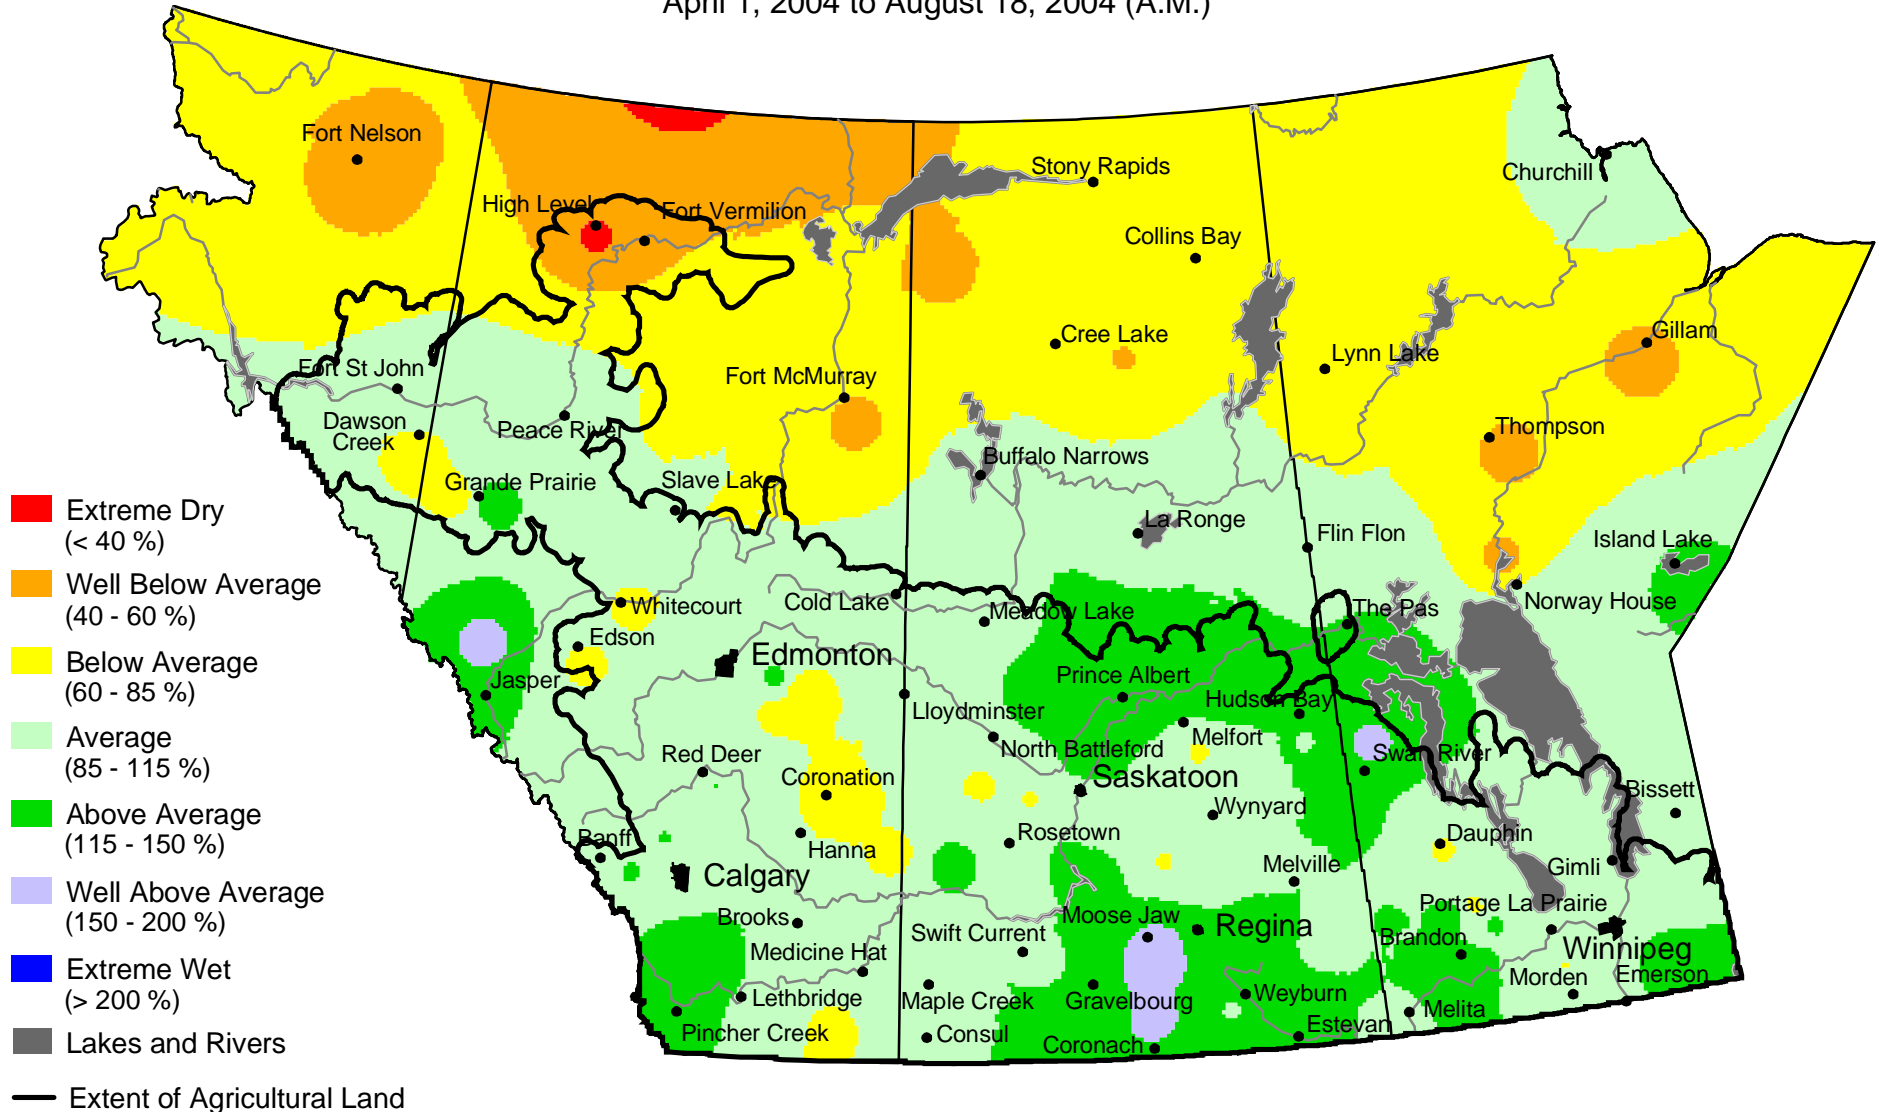 April 1, 2004 to August 18, 2004 (A.M.)
Fort Nelson
Stony Rapids
Churchill
High Level
Fort Vermilion
Collins Bay
Cree Lake
Gillam
Lynn Lake
Fort St John
Fort McMurray
Dawson
Creek
Peace River
Thompson
Buffalo Narrows
Grande Prairie
Slave Lake
La Ronge
Flin Flon
Island Lake
Whitecourt
Cold Lake
Meadow Lake
The Pas
Norway House
Edson
Edmonton
Jasper
Prince Albert
Hudson Bay
Lloydminster
North Battleford
Melfort
Red Deer
Coronation
Saskatoon
Swan River
Bissett
Wynyard
Banff
Hanna
Rosetown
Dauphin
Calgary
Melville
Gimli
Brooks
Moose Jaw
Portage La Prairie
Medicine Hat
Swift Current
Regina
Brandon
Winnipeg
Lethbridge
Maple Creek
Gravelbourg
Weyburn
Morden
Emerson
Pincher Creek
Consul
Coronach
Estevan
Melita
Extreme Dry
(< 40 %)
Well Below Average
(40 - 60 %)
Below Average
(60 - 85 %)
Average
(85 - 115 %)
Above Average
(115 - 150 %)
Well Above Average
(150 - 200 %)
Extreme Wet
(> 200 %)
Lakes and Rivers
Extent of Agricultural Land